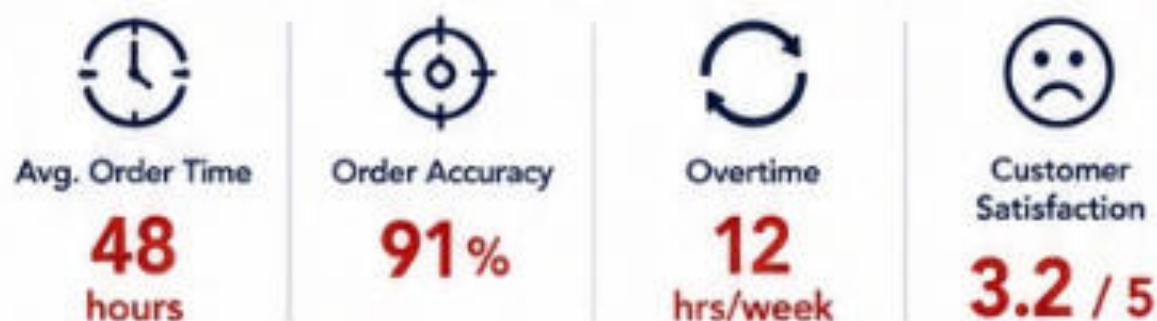 Avg. Order Time
48
hours
Order Accuracy
91%
Overtime
12
hrs/week
Customer
Satisfaction
3.2 / 5